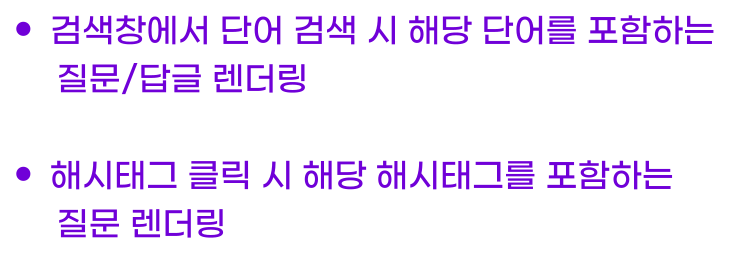 • 검색창에서 단어 검색 시 해당 단어를 포함하는
질문/답글 렌더링
• 해시태그 클릭 시 해당 해시태그를 포함하는
질문 렌더링